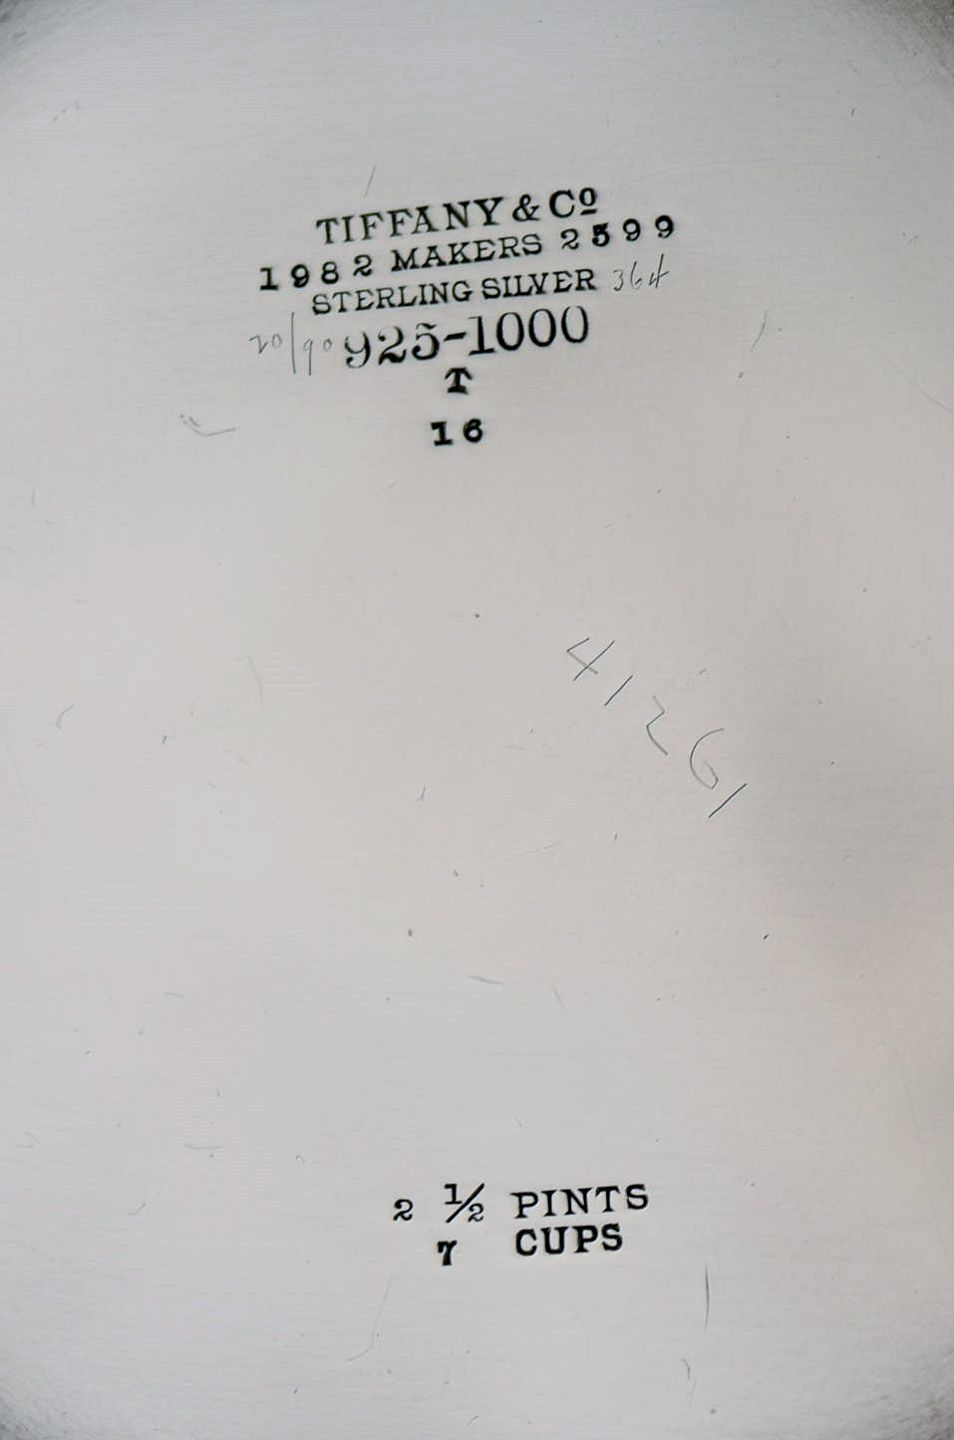 TIFFANY & Cº
1982 MAKERS 2599
STERLING SILVER 364
20/90 925-1000
T
16
41261
2 ½ PINTS
7 CUPS